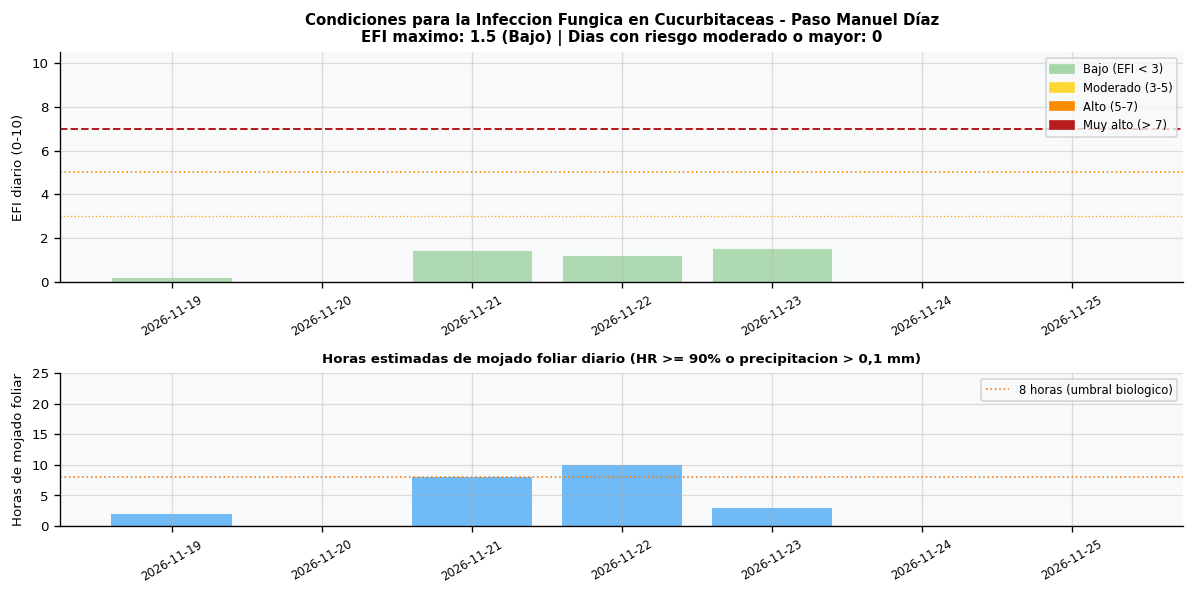 Condiciones para la Infeccion Fungica en Cucurbitaceas - Paso Manuel Díaz
EFI maximo: 1.5 (Bajo) | Dias con riesgo moderado o mayor: 0
EFI diario (0-10)
10
8
6
4
2
0
Bajo (EFI < 3)
Moderado (3-5)
Alto (5-7)
Muy alto (> 7)
2026-11-19
2026-11-20
2026-11-21
2026-11-22
2026-11-23
2026-11-24
2026-11-25
Horas estimadas de mojado foliar diario (HR >= 90% o precipitacion > 0,1 mm)
Horas de mojado foliar
25
20
15
10
5
0
8 horas (umbral biologico)
2026-11-19
2026-11-20
2026-11-21
2026-11-22
2026-11-23
2026-11-24
2026-11-25